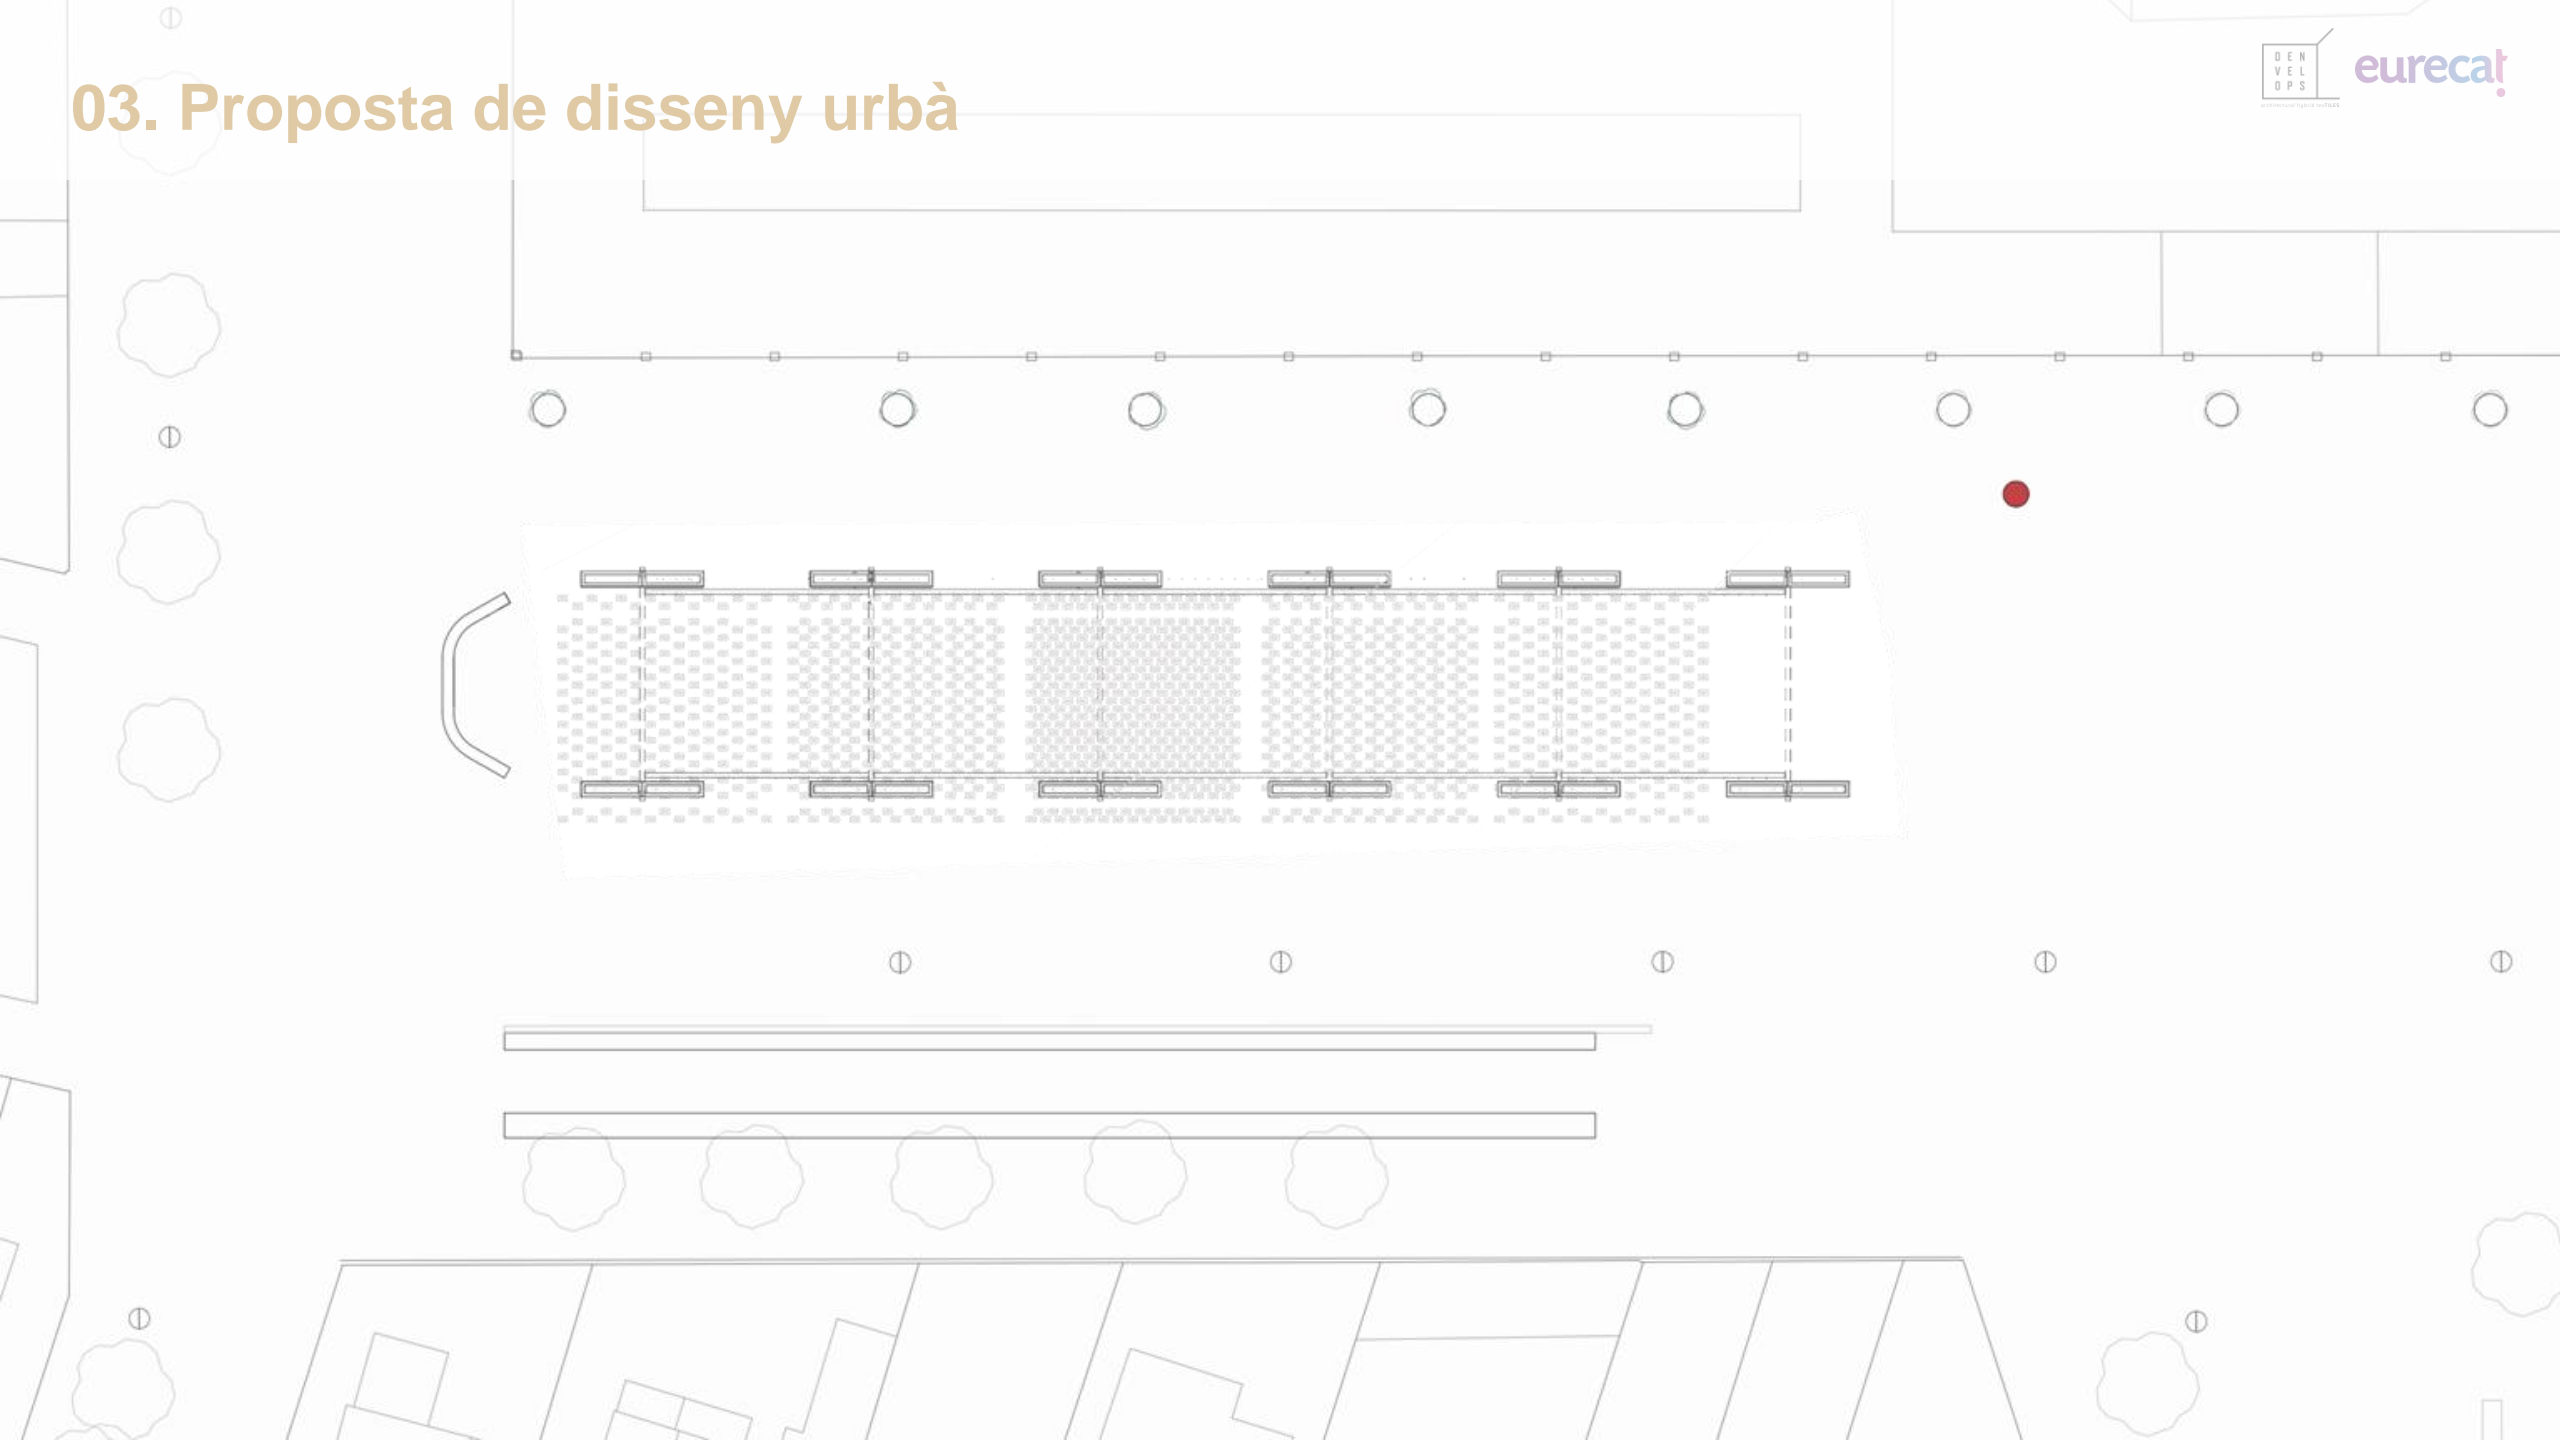 03. Proposta de disseny urbà
DEN
VEL
OPS
eurecat